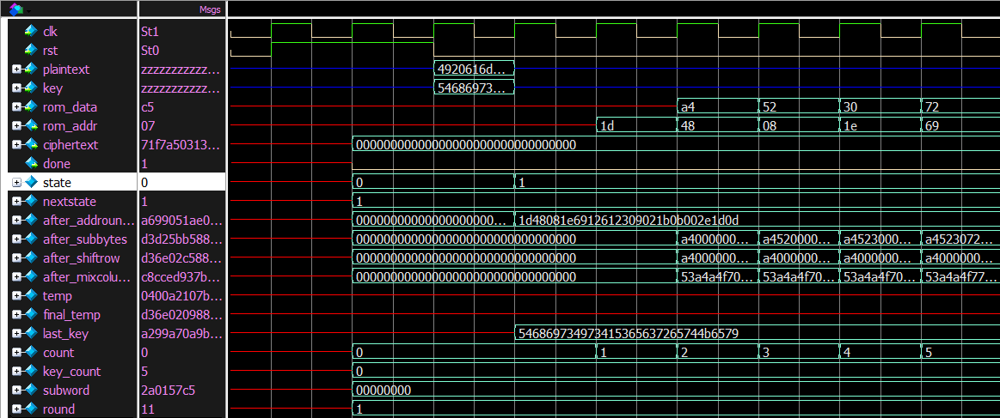 Msgs
clk St1
rst St0
plaintext zzzzzzzzzzz... 4920616d...
key zzzzzzzzzzz... 54686973...
rom_data c5 a4 52 30 72
rom_addr 07 1d 48 08 1e 69
ciphertext 71f7a50313... 00000000000000000000000000000000
done 1
state 0 0 1
nextstate 1 1
after_addroun... a699051ae0... 0000000000000000000000... 1d48081e6912612309021b0b002e1d0d
after_subbytes d3d25bb588... 00000000000000000000000000000000 a4000000... a4520000... a4523000... a4523072...
after_shiftrow d36e02c588... 00000000000000000000000000000000 a4000000... a4000000... a4000000... a4000000...
after_mixcolu... c8cced937b... 00000000000000000000000000000000 53a4a4f70... 53a4a4f70... 53a4a4f70... 53a4a4f77...
temp 0400a2107b...
final_temp d36e020988...
last_key a299a70a9b... 546869734973415365637265744b6579
count 0 0 1 2 3 4 5
key_count 5 0
subword 2a0157c5 00000000
round 11 1